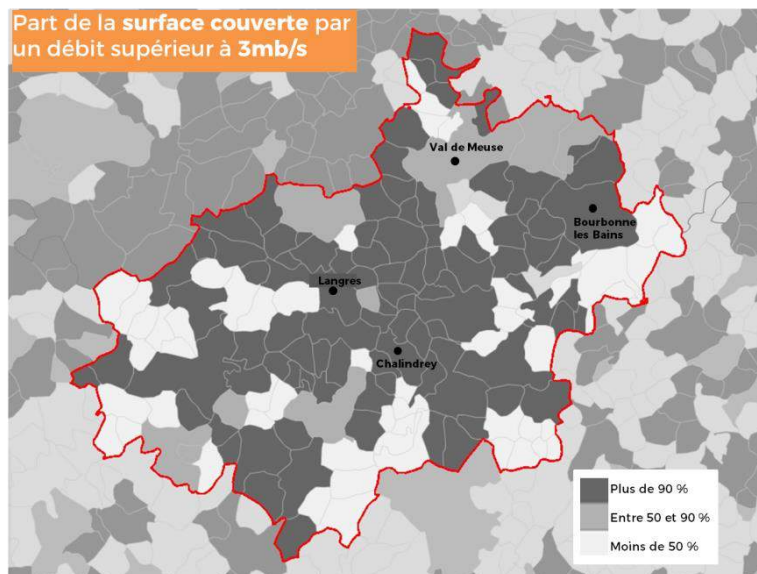 Part de la surface couverte par
un débit supérieur à 3mb/s
Val de Meuse
Bourbonne
les Bains
Langres
Chalindrey
Plus de 90 %
Entre 50 et 90 %
Moins de 50 %